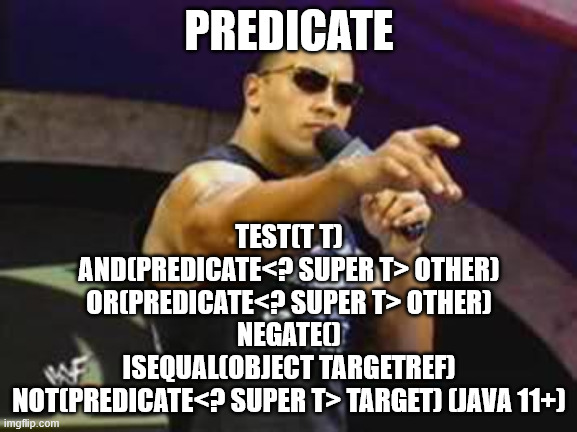 PREDICATE
TEST(T T)
AND(PREDICATE<? SUPER T> OTHER)
OR(PREDICATE<? SUPER T> OTHER)
NEGATE()
ISEQUAL(OBJECT TARGETREF)
NOT(PREDICATE<? SUPER T> TARGET) (JAVA 11+)
imgflip.com